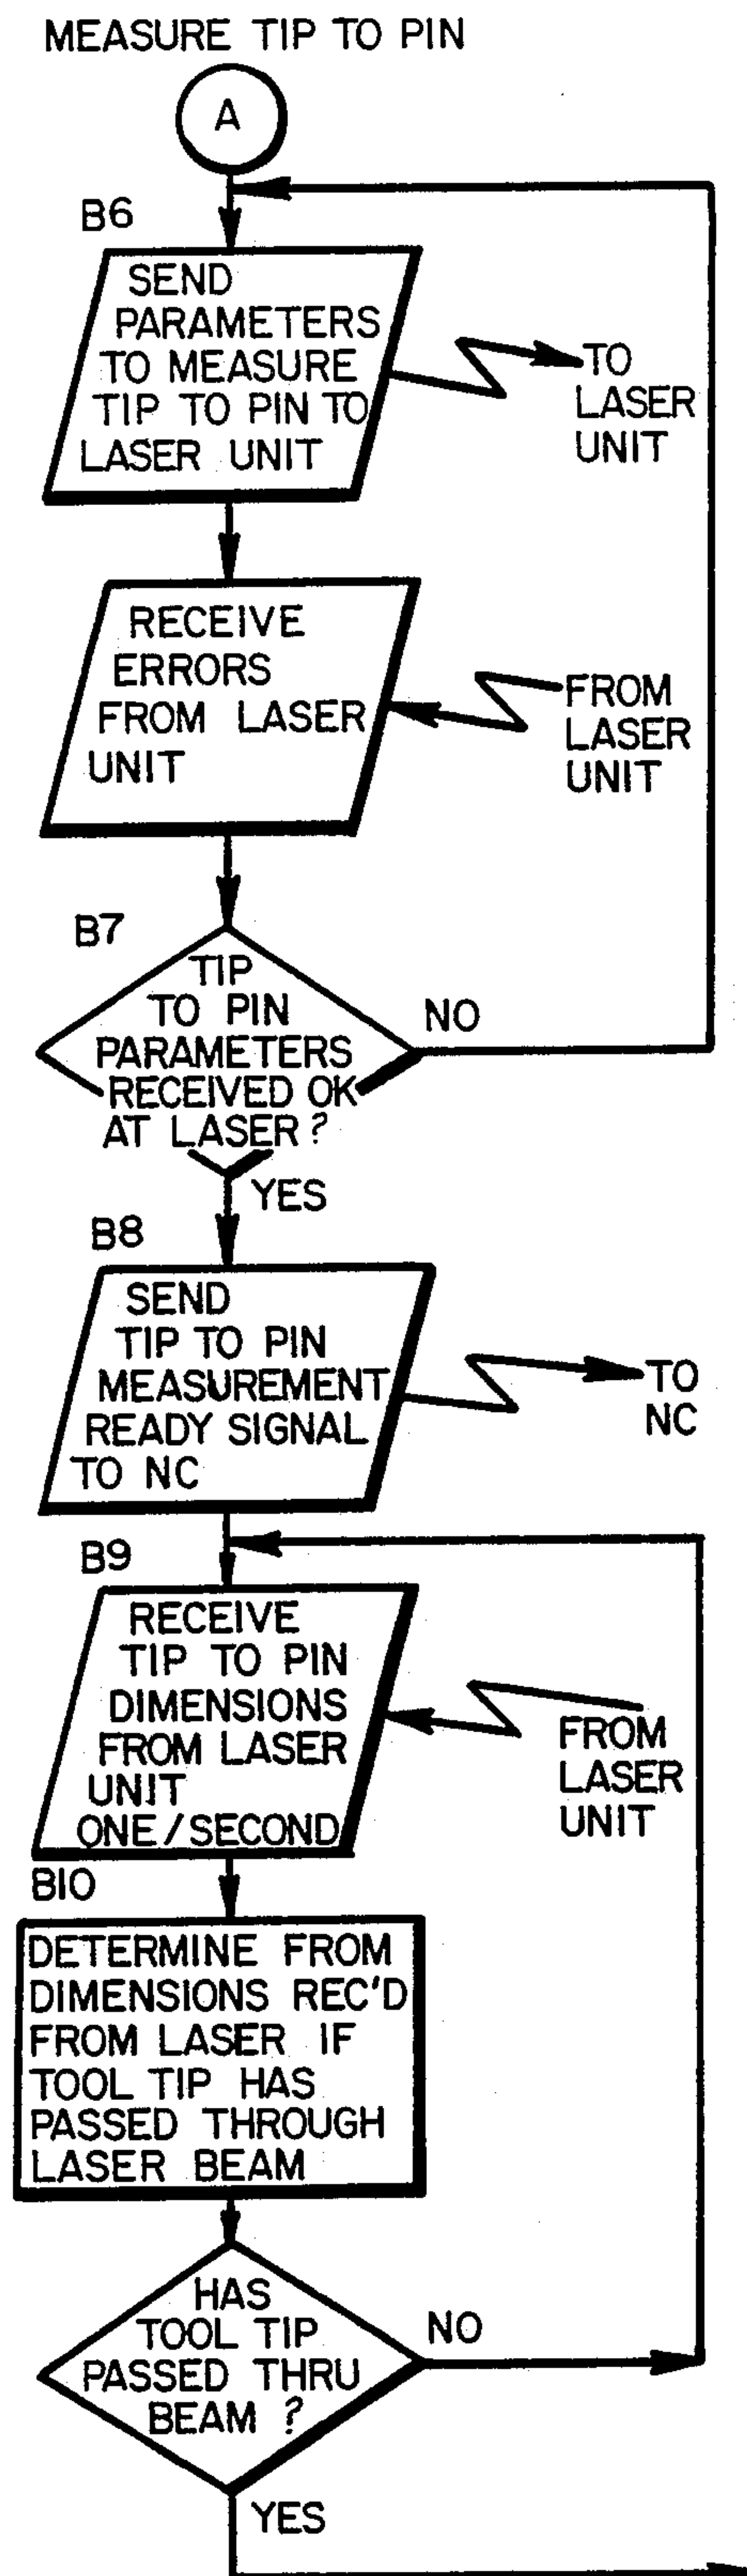 MEASURE TIP TO PIN
A
B6
SEND
PARAMETERS
TO MEASURE
TIP TO PIN TO
LASER UNIT
TO
LASER
UNIT
RECEIVE
ERRORS
FROM LASER
UNIT
FROM
LASER
UNIT
B7
TIP
TO PIN
PARAMETERS
RECEIVED OK
AT LASER?
NO
YES
B8
SEND
TIP TO PIN
MEASUREMENT
READY SIGNAL
TO NC
TO
NC
B9
RECEIVE
TIP TO PIN
DIMENSIONS
FROM LASER
UNIT
ONE/SECOND
FROM
LASER
UNIT
B10
DETERMINE FROM
DIMENSIONS REC'D
FROM LASER IF
TOOL TIP HAS
PASSED THROUGH
LASER BEAM
HAS
TOOL TIP
PASSED THRU
BEAM ?
NO
YES